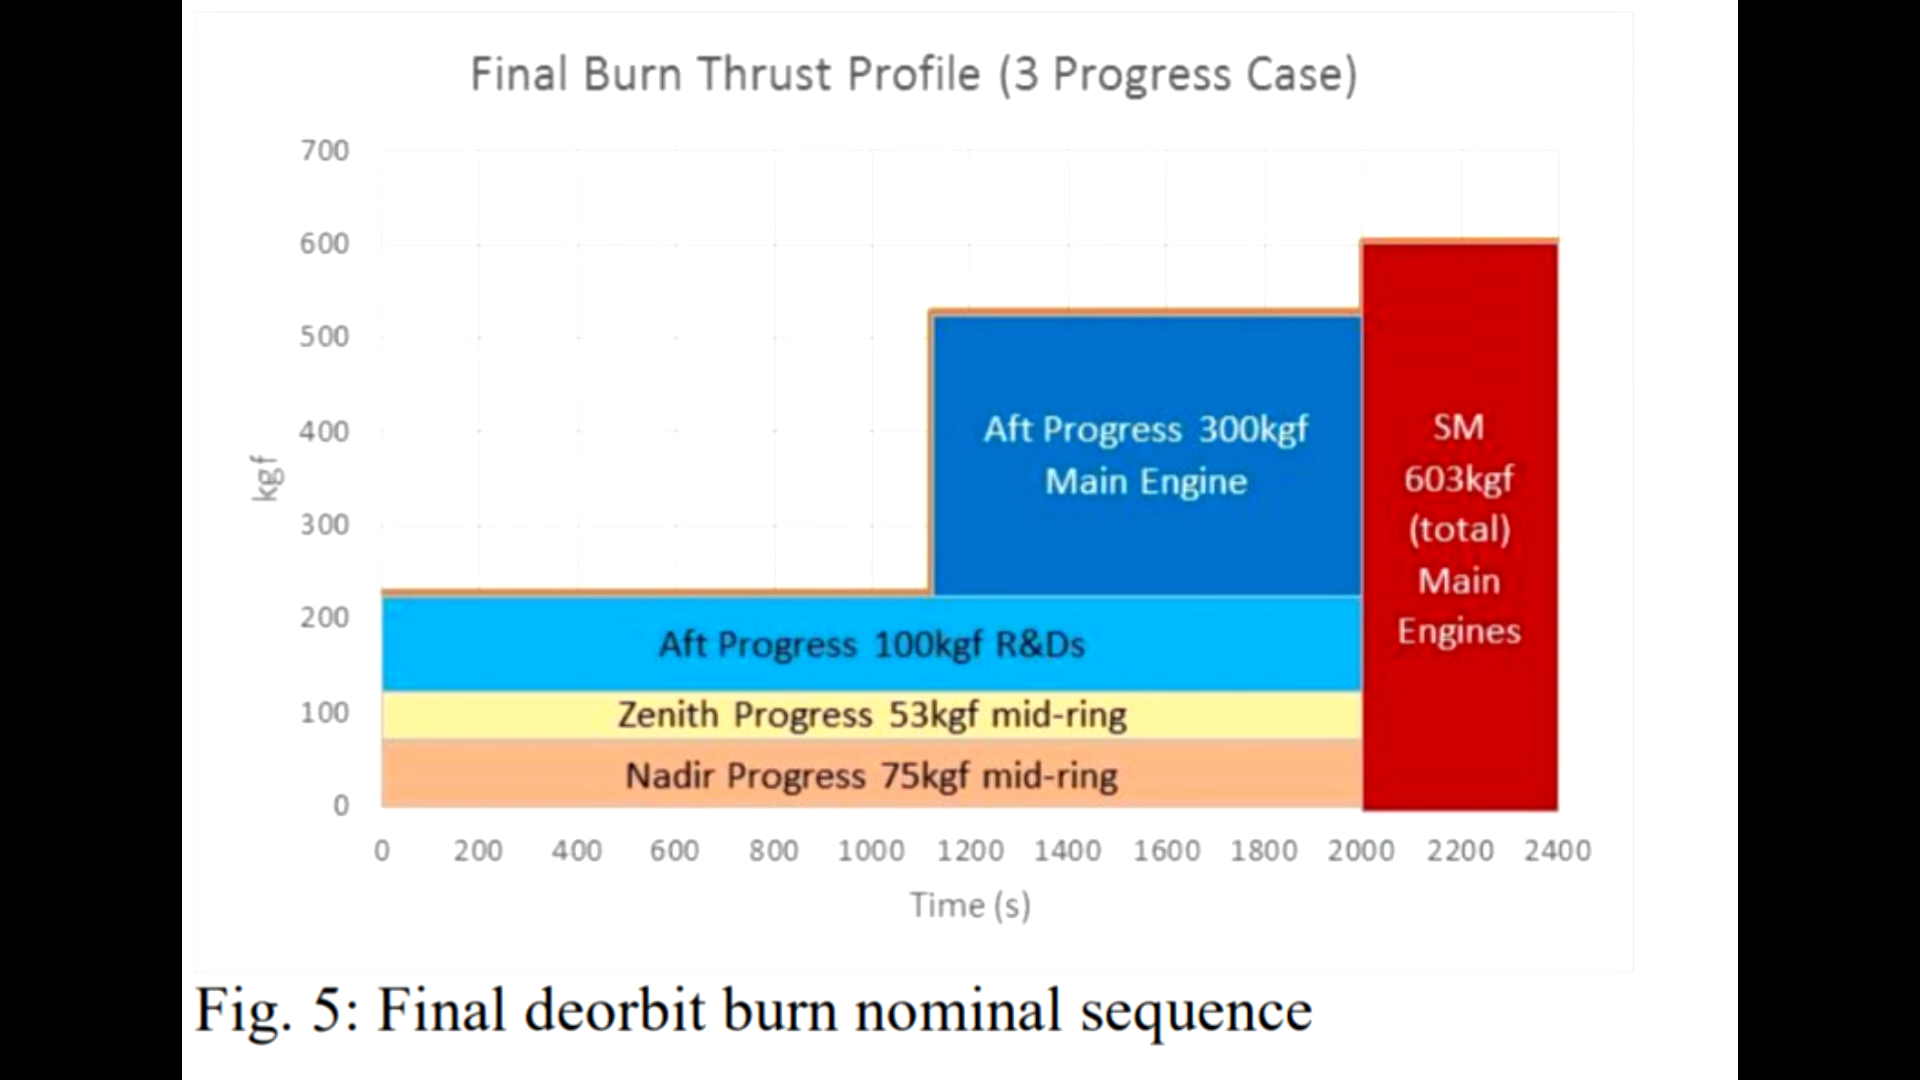 Final Burn Thrust Profile (3 Progress Case)
700
600
500
400
300
200
100
0
kgf
Aft Progress 300kgf
Main Engine
SM
603kgf
(total)
Main
Engines
Aft Progress 100kgf R&Ds
Zenith Progress 53kgf mid-ring
Nadir Progress 75kgf mid-ring
0 200 400 600 800 1000 1200 1400 1600 1800 2000 2200 2400
Time (s)
Fig. 5: Final deorbit burn nominal sequence